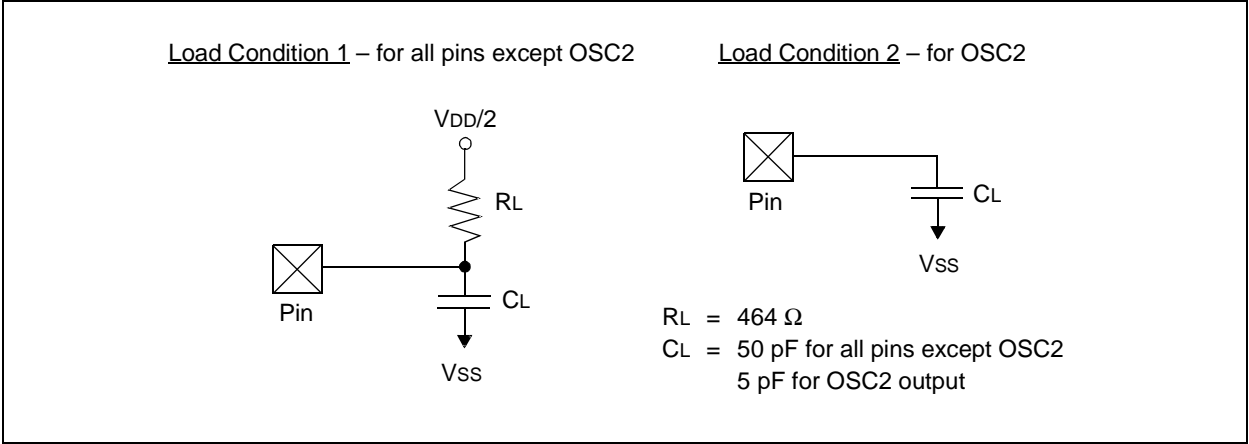 Load Condition 1 – for all pins except OSC2
VDD/2
RL
Pin
CL
VSS
Load Condition 2 – for OSC2
Pin
CL
VSS
RL = 464 Ω
CL = 50 pF for all pins except OSC2
5 pF for OSC2 output